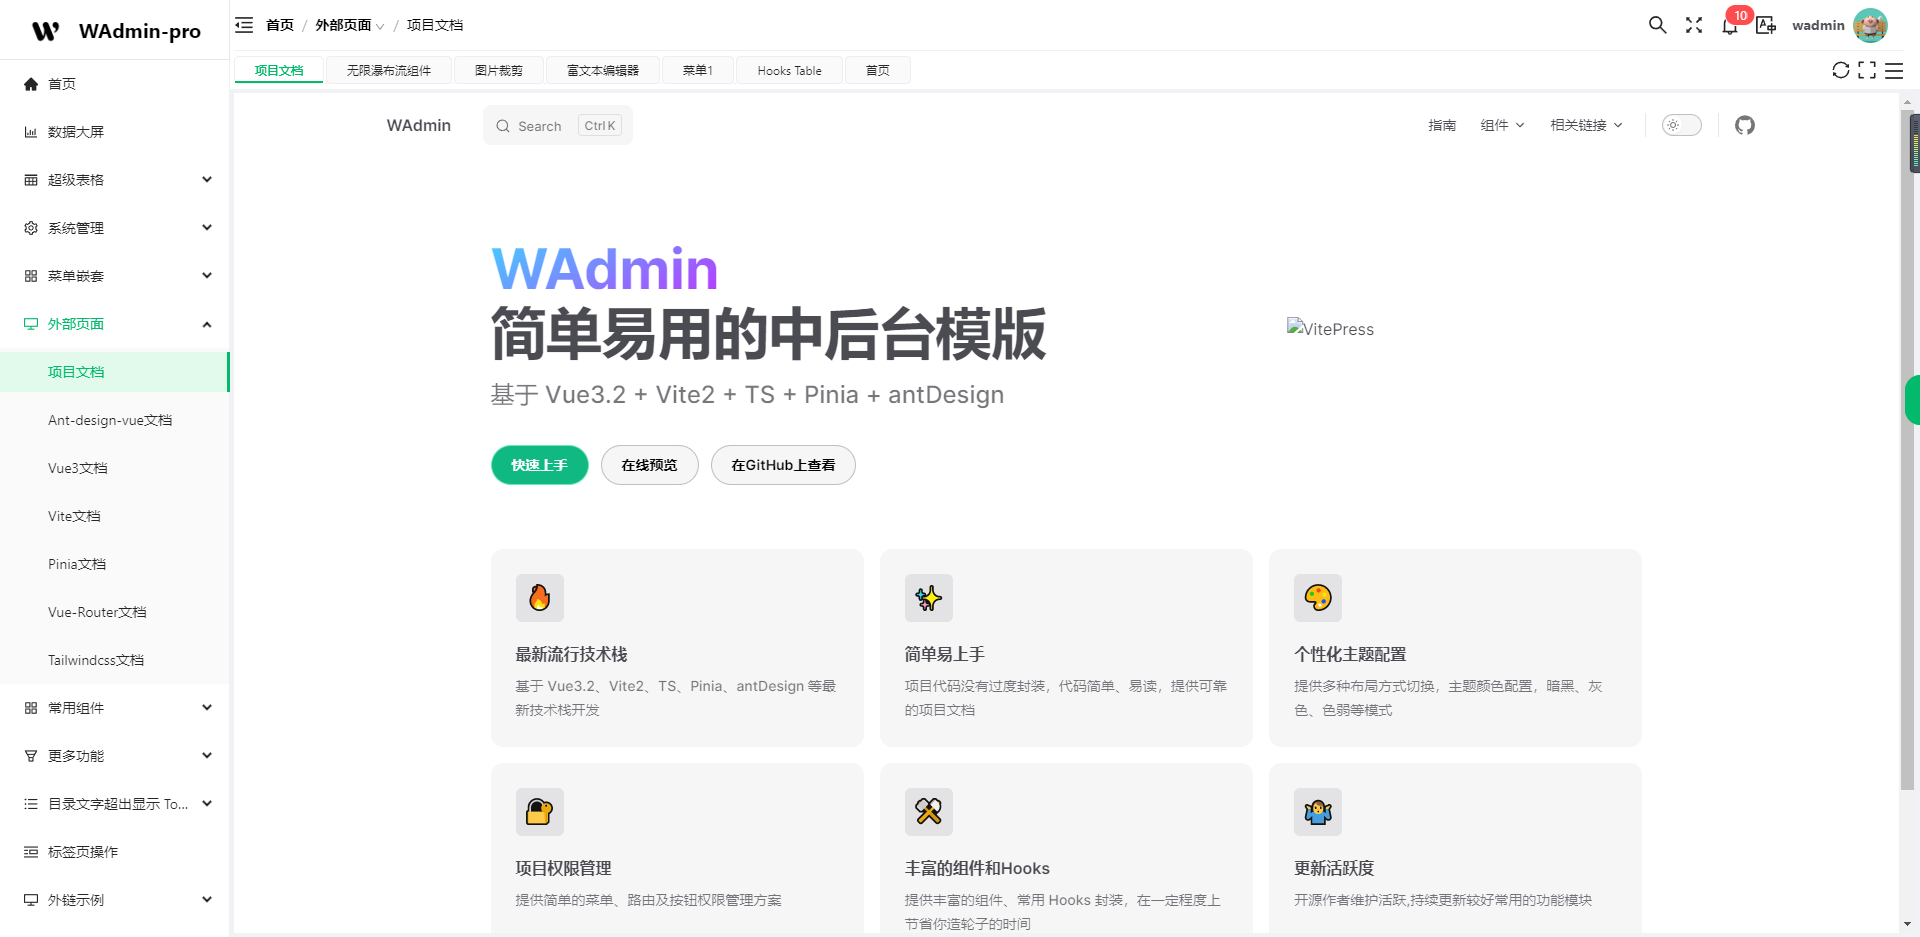 WAdmin-pro
首页
数据大屏
超级表格
系统管理
菜单嵌套
外部页面
项目文档
Ant-design-vue文档
Vue3文档
Vite文档
Pinia文档
Vue-Router文档
Tailwindcss文档
常用组件
更多功能
目录文字超出显示 To...
标签页操作
外链示例
首页 / 外部页面 / 项目文档
10
wadmin
项目文档 无限瀑布流组件 图片裁剪 富文本编辑器 菜单1 Hooks Table 首页
WAdmin Search Ctrl K 指南 组件 相关链接
WAdmin
简单易用的中后台模版
基于 Vue3.2 + Vite2 + TS + Pinia + antDesign
快速上手 在线预览 在GitHub上查看
VitePress
最新流行技术栈
基于 Vue3.2、Vite2、TS、Pinia、antDesign 等最
新技术栈开发
简单易上手
项目代码没有过度封装，代码简单、易读，提供可靠
的项目文档
个性化主题配置
提供多种布局方式切换，主题颜色配置，暗黑、灰
色、色弱等模式
项目权限管理
提供简单的菜单、路由及按钮权限管理方案
丰富的组件和Hooks
提供丰富的组件、常用 Hooks 封装，在一定程度上
节省你造轮子的时间
更新活跃度
开源作者维护活跃,持续更新较好常用的功能模块